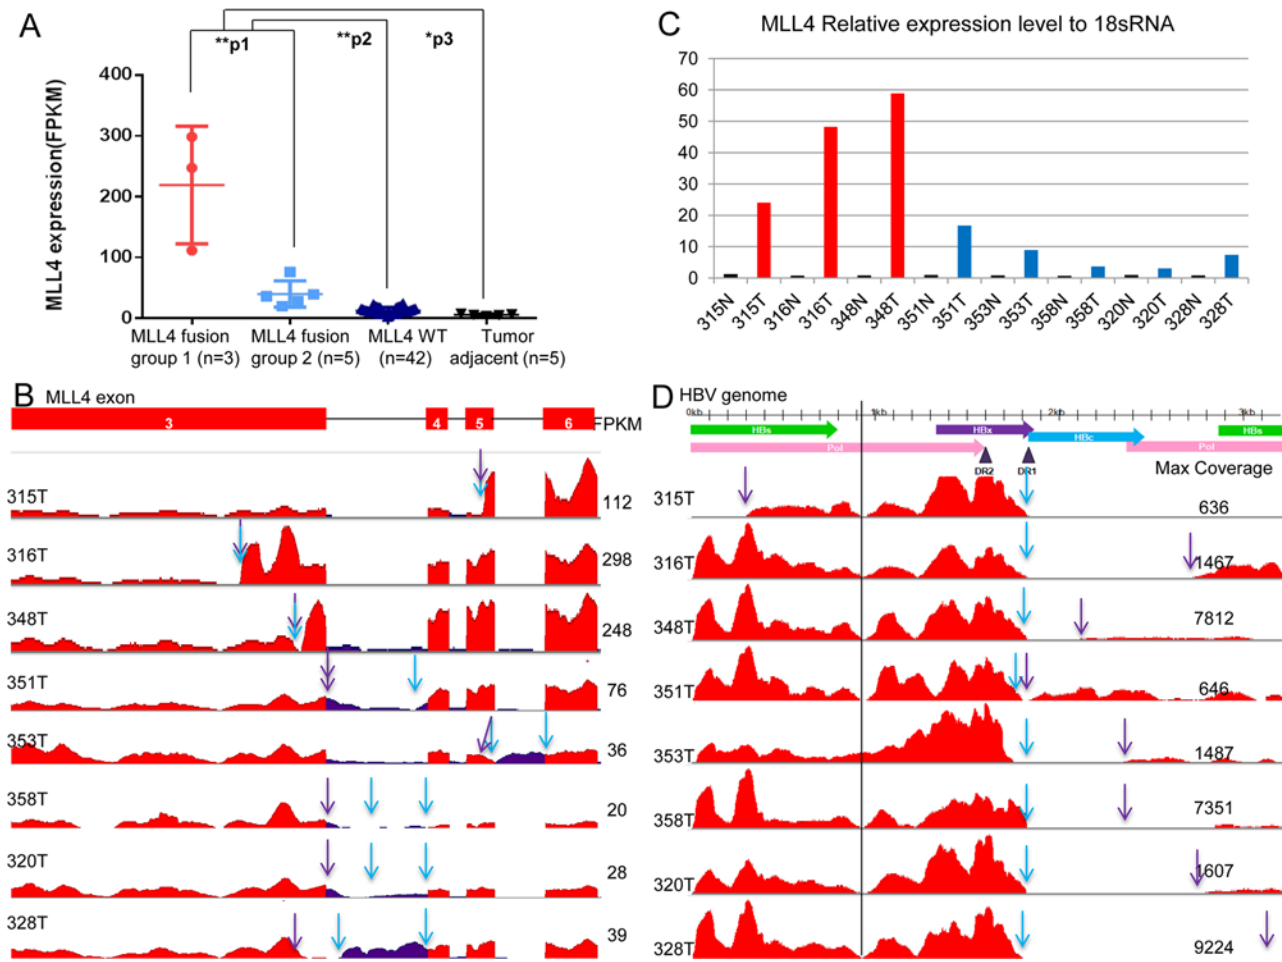 A
**p1
**p2
*p3
MLL4 expression(FPKM)
400
300
200
100
0
MLL4 fusion group 1 (n=3)
MLL4 fusion group 2 (n=5)
MLL4 WT (n=42)
Tumor adjacent (n=5)
C
MLL4 Relative expression level to 18sRNA
70
60
50
40
30
20
10
0
315N
315T
316N
316T
348N
348T
351N
351T
353N
353T
358N
358T
320N
320T
328N
328T
B
MLL4 exon
3
4
5
6
FPKM
315T
112
316T
298
348T
248
351T
76
353T
36
358T
20
320T
28
328T
39
D
HBV genome
0kb
1kb
2kb
3kb
HBs
HBx
HBc
HBs
Pol
Pol
DR2
DR1
Max Coverage
315T
636
316T
1467
348T
7812
351T
646
353T
1487
358T
7351
320T
1607
328T
9224